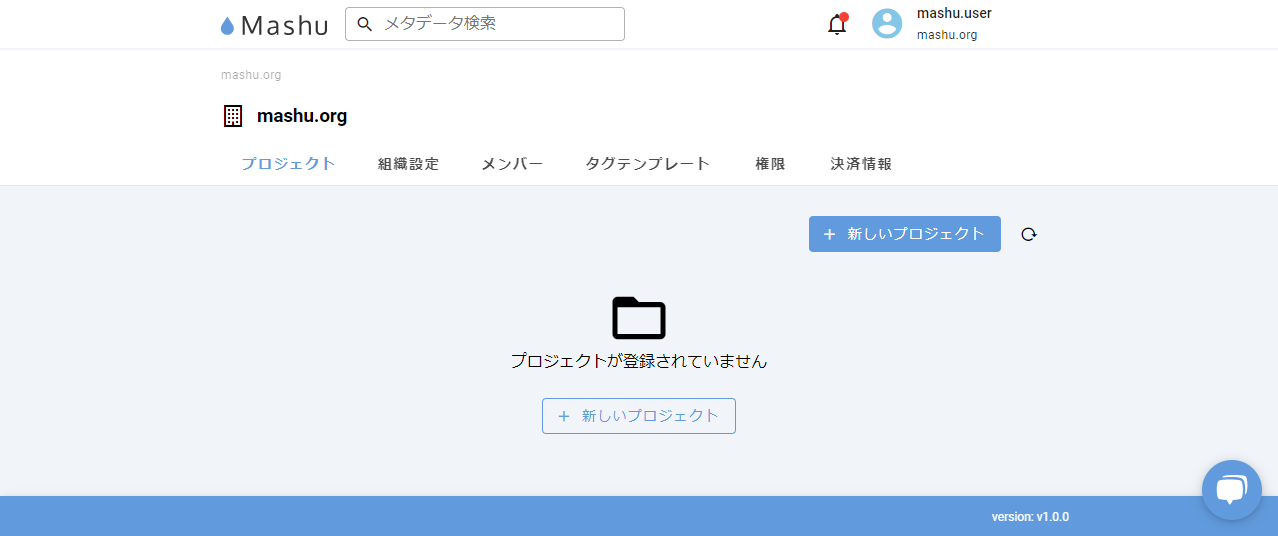 Mashu
メタデータ検索
mashu.user
mashu.org
mashu.org
mashu.org
プロジェクト 組織設定 メンバー タグテンプレート 権限 決済情報
+ 新しいプロジェクト
プロジェクトが登録されていません
+ 新しいプロジェクト
version: v1.0.0